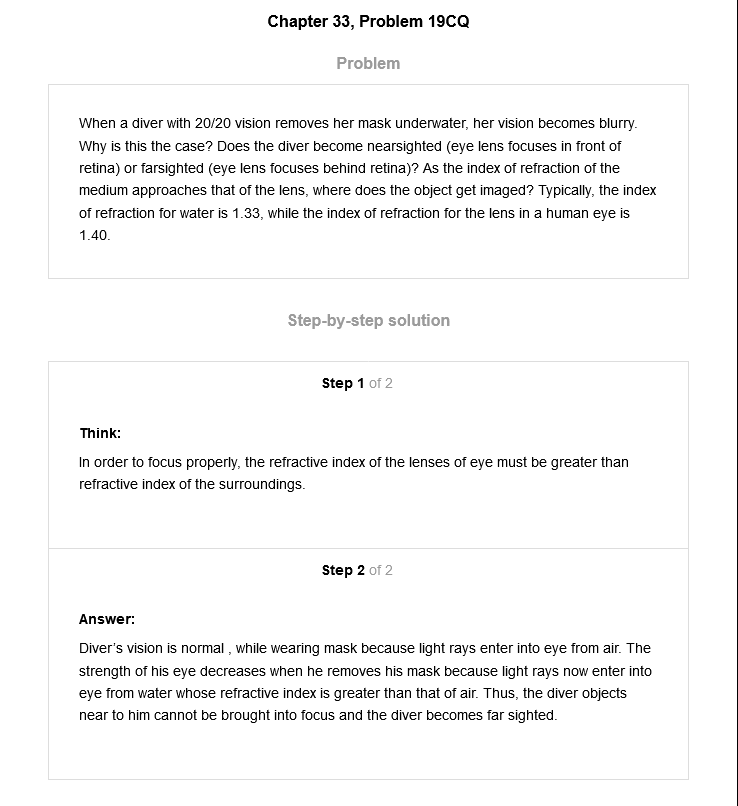 Chapter 33, Problem 19CQ
Problem
When a diver with 20/20 vision removes her mask underwater, her vision becomes blurry.
Why is this the case? Does the diver become nearsighted (eye lens focuses in front of
retina) or farsighted (eye lens focuses behind retina)? As the index of refraction of the
medium approaches that of the lens, where does the object get imaged? Typically, the index
of refraction for water is 1.33, while the index of refraction for the lens in a human eye is
1.40.
Step-by-step solution
Step 1 of 2
Think:
In order to focus properly, the refractive index of the lenses of eye must be greater than
refractive index of the surroundings.
Step 2 of 2
Answer:
Diver's vision is normal , while wearing mask because light rays enter into eye from air. The
strength of his eye decreases when he removes his mask because light rays now enter into
eye from water whose refractive index is greater than that of air. Thus, the diver objects
near to him cannot be brought into focus and the diver becomes far sighted.